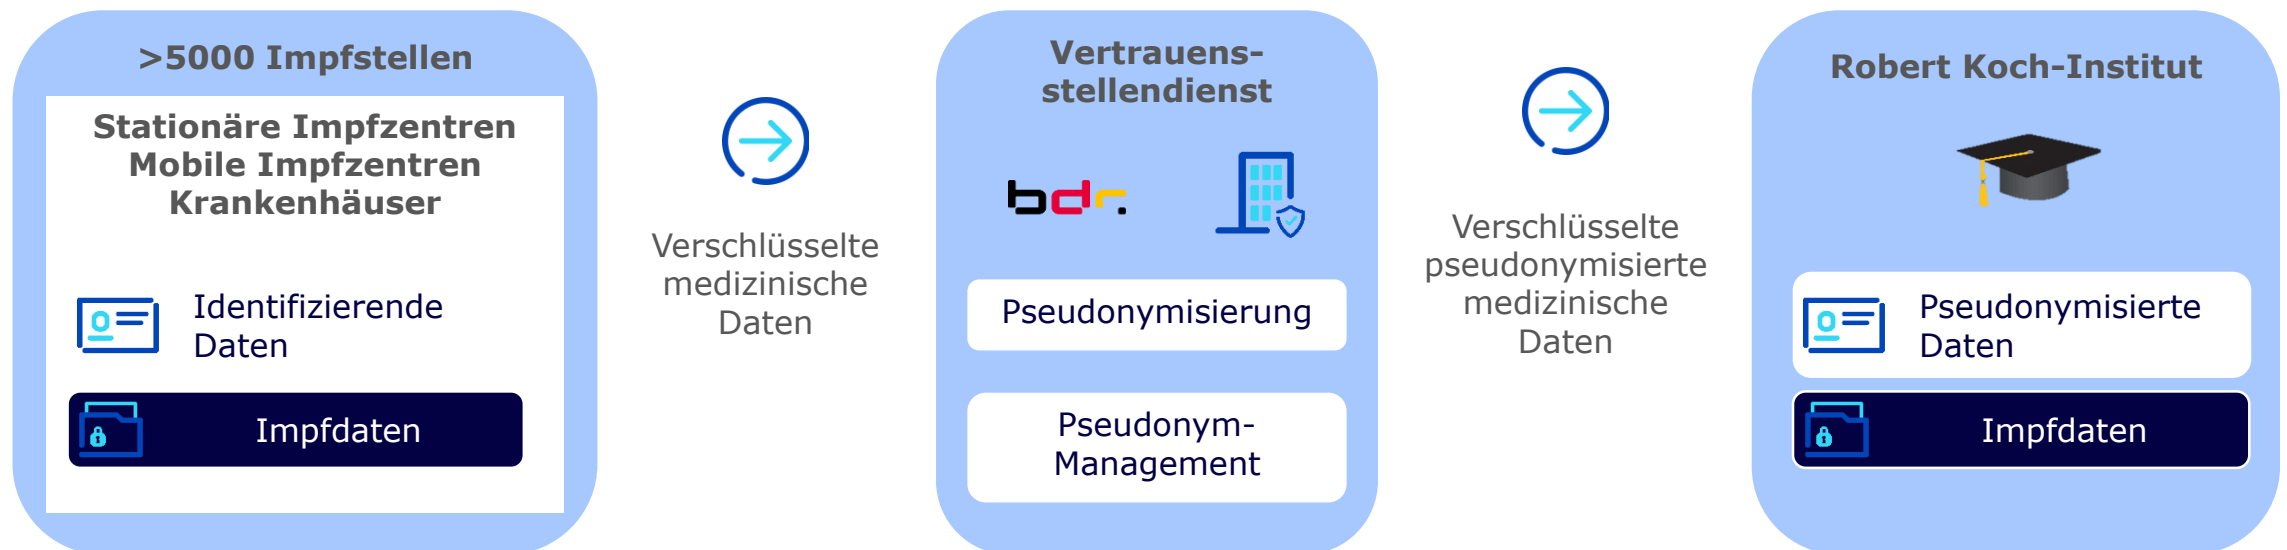 >5000 Impfstellen
Stationäre Impfzentren
Mobile Impfzentren
Krankenhäuser
Identifizierende
Daten
Impfdaten
Verschlüsselte
medizinische
Daten
Vertrauens-
stellendienst
bdr.
Pseudonymisierung
Pseudonym-
Management
Verschlüsselte
pseudonymisierte
medizinische
Daten
Robert Koch-Institut
Pseudonymisierte
Daten
Impfdaten